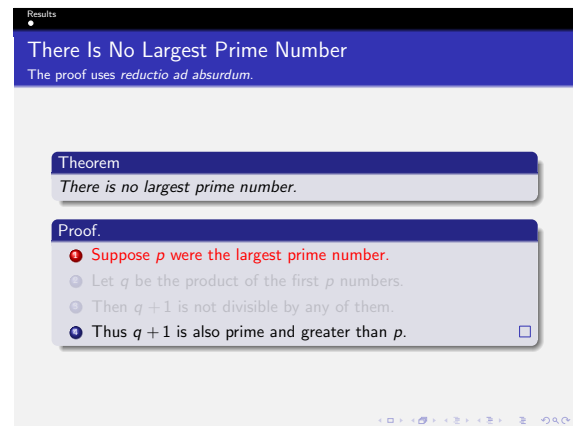 Results
There Is No Largest Prime Number
The proof uses reductio ad absurdum.
Theorem
There is no largest prime number.
Proof.
1 Suppose p were the largest prime number.
2 Let q be the product of the first p numbers.
3 Then q + 1 is not divisible by any of them.
4 Thus q + 1 is also prime and greater than p.